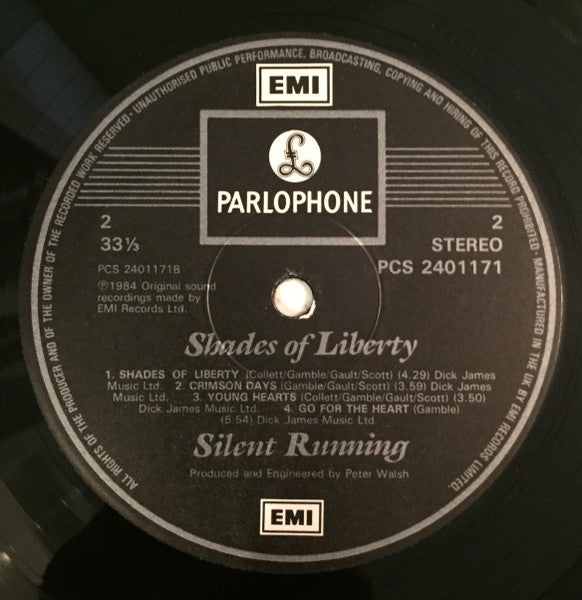 ALL RIGHTS OF THE PRODUCER AND OF THE OWNER OF THE RECORDED WORK RESERVED · UNAUTHORISED PUBLIC PERFORMANCE, BROADCASTING, COPYING AND HIRING OF THIS RECORD PROHIBITED · MANUFACTURED IN THE UK BY EMI RECORDS LIMITED.
EMI
£
PARLOPHONE
2
33⅓
2
STEREO
PCS 2401171B
PCS 2401171
℗1984 Original sound
recordings made by
EMI Records Ltd.
Shades of Liberty
1. SHADES OF LIBERTY (Collett/Gamble/Gault/Scott) (4.29) Dick James
Music Ltd. 2. CRIMSON DAYS (Gamble/Gault/Scott) (3.59) Dick James
Music Ltd. 3. YOUNG HEARTS (Collett/Gamble/Gault/Scott) (3.50)
Dick James Music Ltd. 4. GO FOR THE HEART (Gamble)
(5.54) Dick James Music Ltd.
Silent Running
Produced and Engineered by Peter Walsh
EMI